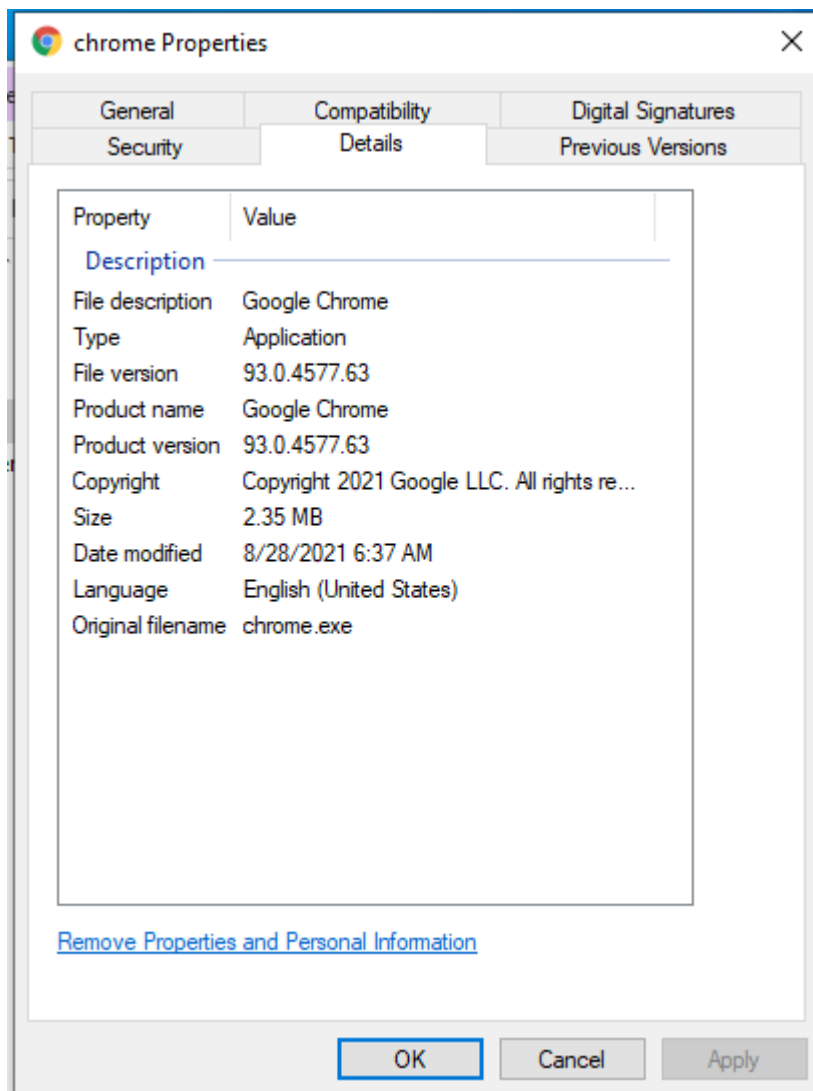 chrome Properties
General Compatibility Digital Signatures
Security Details Previous Versions
Property Value
Description
File description Google Chrome
Type Application
File version 93.0.4577.63
Product name Google Chrome
Product version 93.0.4577.63
Copyright Copyright 2021 Google LLC. All rights re...
Size 2.35 MB
Date modified 8/28/2021 6:37 AM
Language English (United States)
Original filename chrome.exe
Remove Properties and Personal Information
OK Cancel Apply